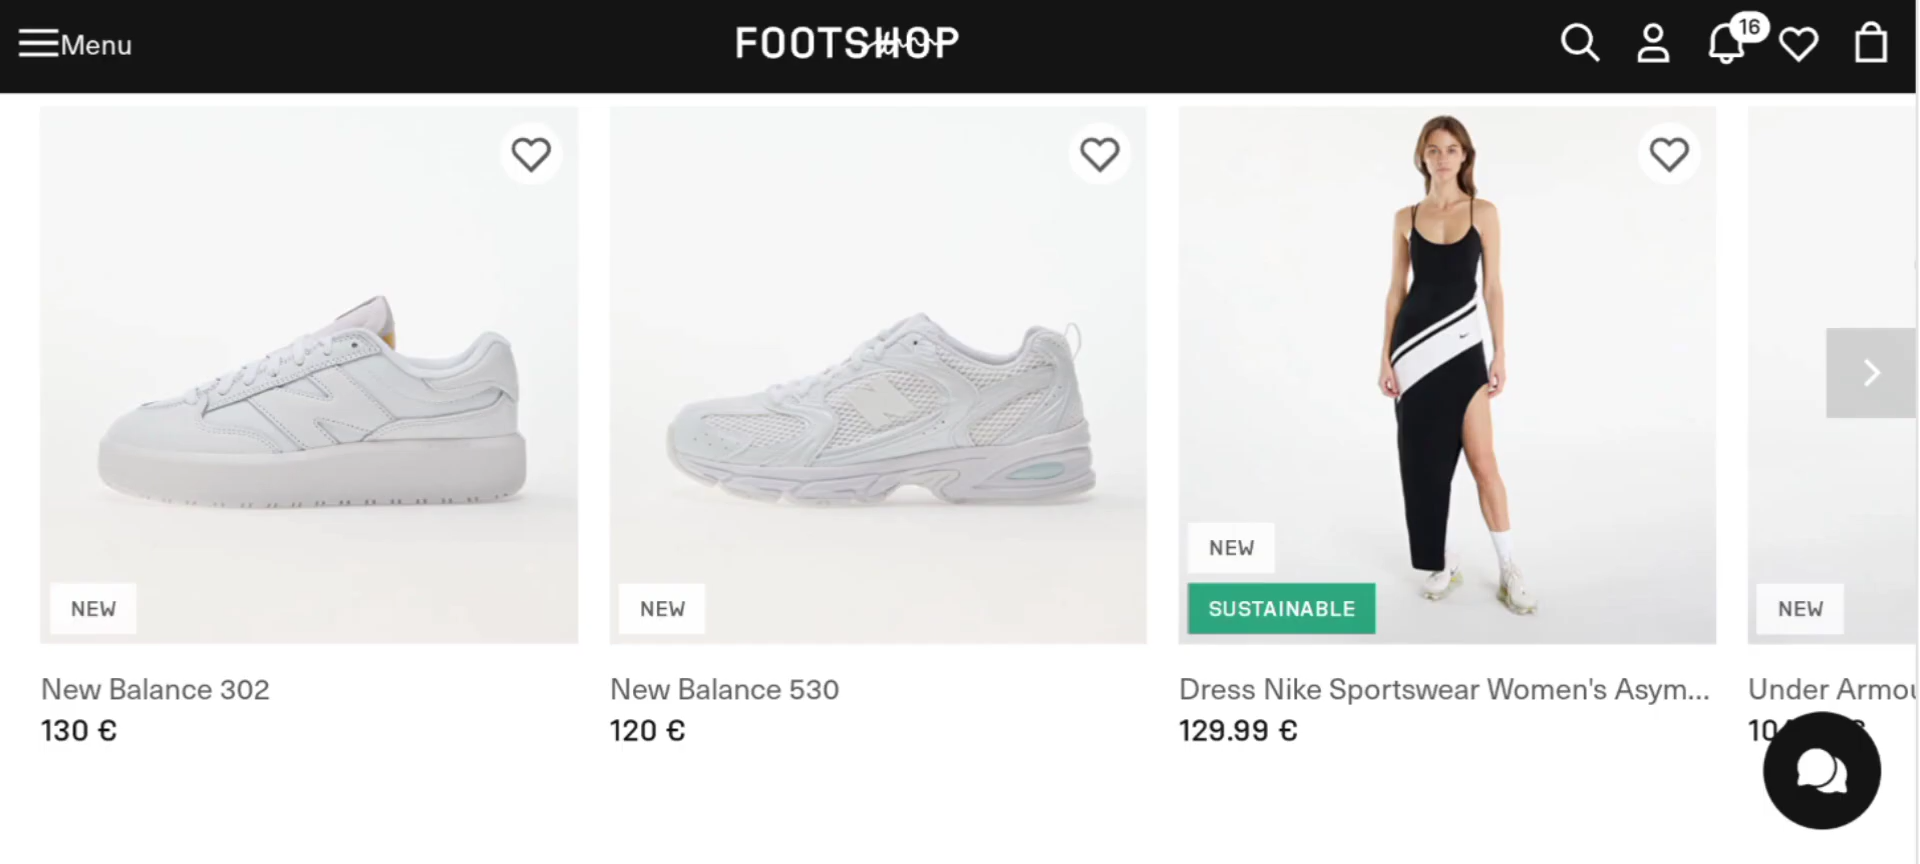 Menu
FOOTSHOP
16
NEW
NEW
NEW
SUSTAINABLE
NEW
New Balance 302
130 €
New Balance 530
120 €
Dress Nike Sportswear Women's Asym...
129.99 €
Under